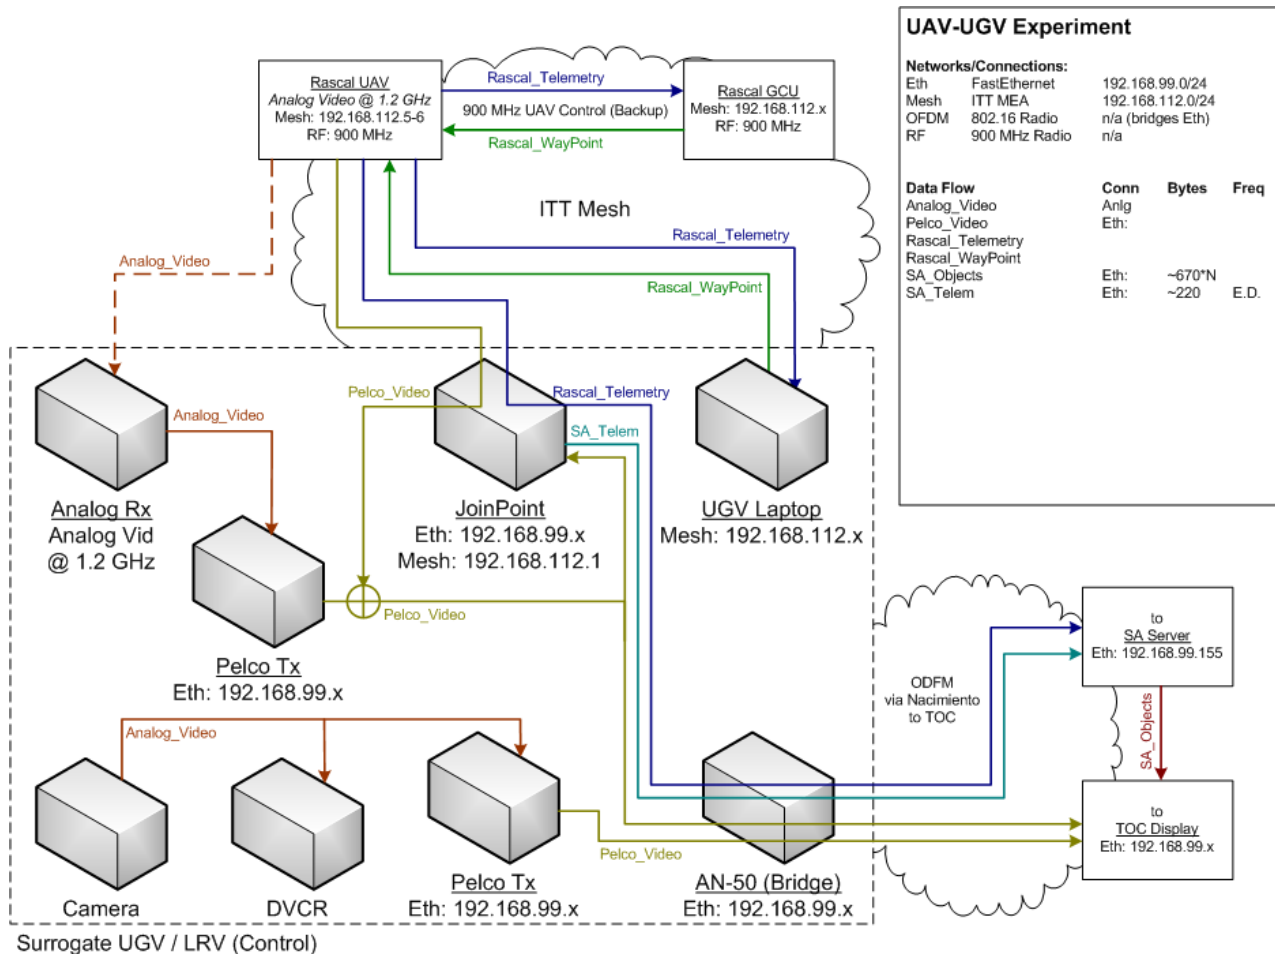 UAV-UGV Experiment
Networks/Connections:
Eth FastEthernet 192.168.99.0/24
Mesh ITT MEA 192.168.112.0/24
OFDM 802.16 Radio n/a (bridges Eth)
RF 900 MHz Radio n/a
Data Flow Conn Bytes Freq
Analog_Video Anlg
Pelco_Video Eth:
Rascal_Telemetry
Rascal_WayPoint
SA_Objects Eth: ~670*N
SA_Telem Eth: ~220 E.D.
Rascal UAV
Analog Video @ 1.2 GHz
Mesh: 192.168.112.5-6
RF: 900 MHz
Rascal_Telemetry
900 MHz UAV Control (Backup)
Rascal_WayPoint
Rascal GCU
Mesh: 192.168.112.x
RF: 900 MHz
ITT Mesh
Analog_Video
Rascal_Telemetry
Rascal_WayPoint
Analog_Video
Pelco_Video
Rascal_Telemetry
SA_Telem
Analog Rx
Analog Vid
@ 1.2 GHz
JoinPoint
Eth: 192.168.99.x
Mesh: 192.168.112.1
UGV Laptop
Mesh: 192.168.112.x
Pelco_Video
Pelco Tx
Eth: 192.168.99.x
ODFM
via Nacimiento
to TOC
to
SA Server
Eth: 192.168.99.155
SA_Objects
to
TOC Display
Eth: 192.168.99.x
Analog_Video
Pelco_Video
Camera
DVCR
Pelco Tx
Eth: 192.168.99.x
AN-50 (Bridge)
Eth: 192.168.99.x
Surrogate UGV / LRV (Control)